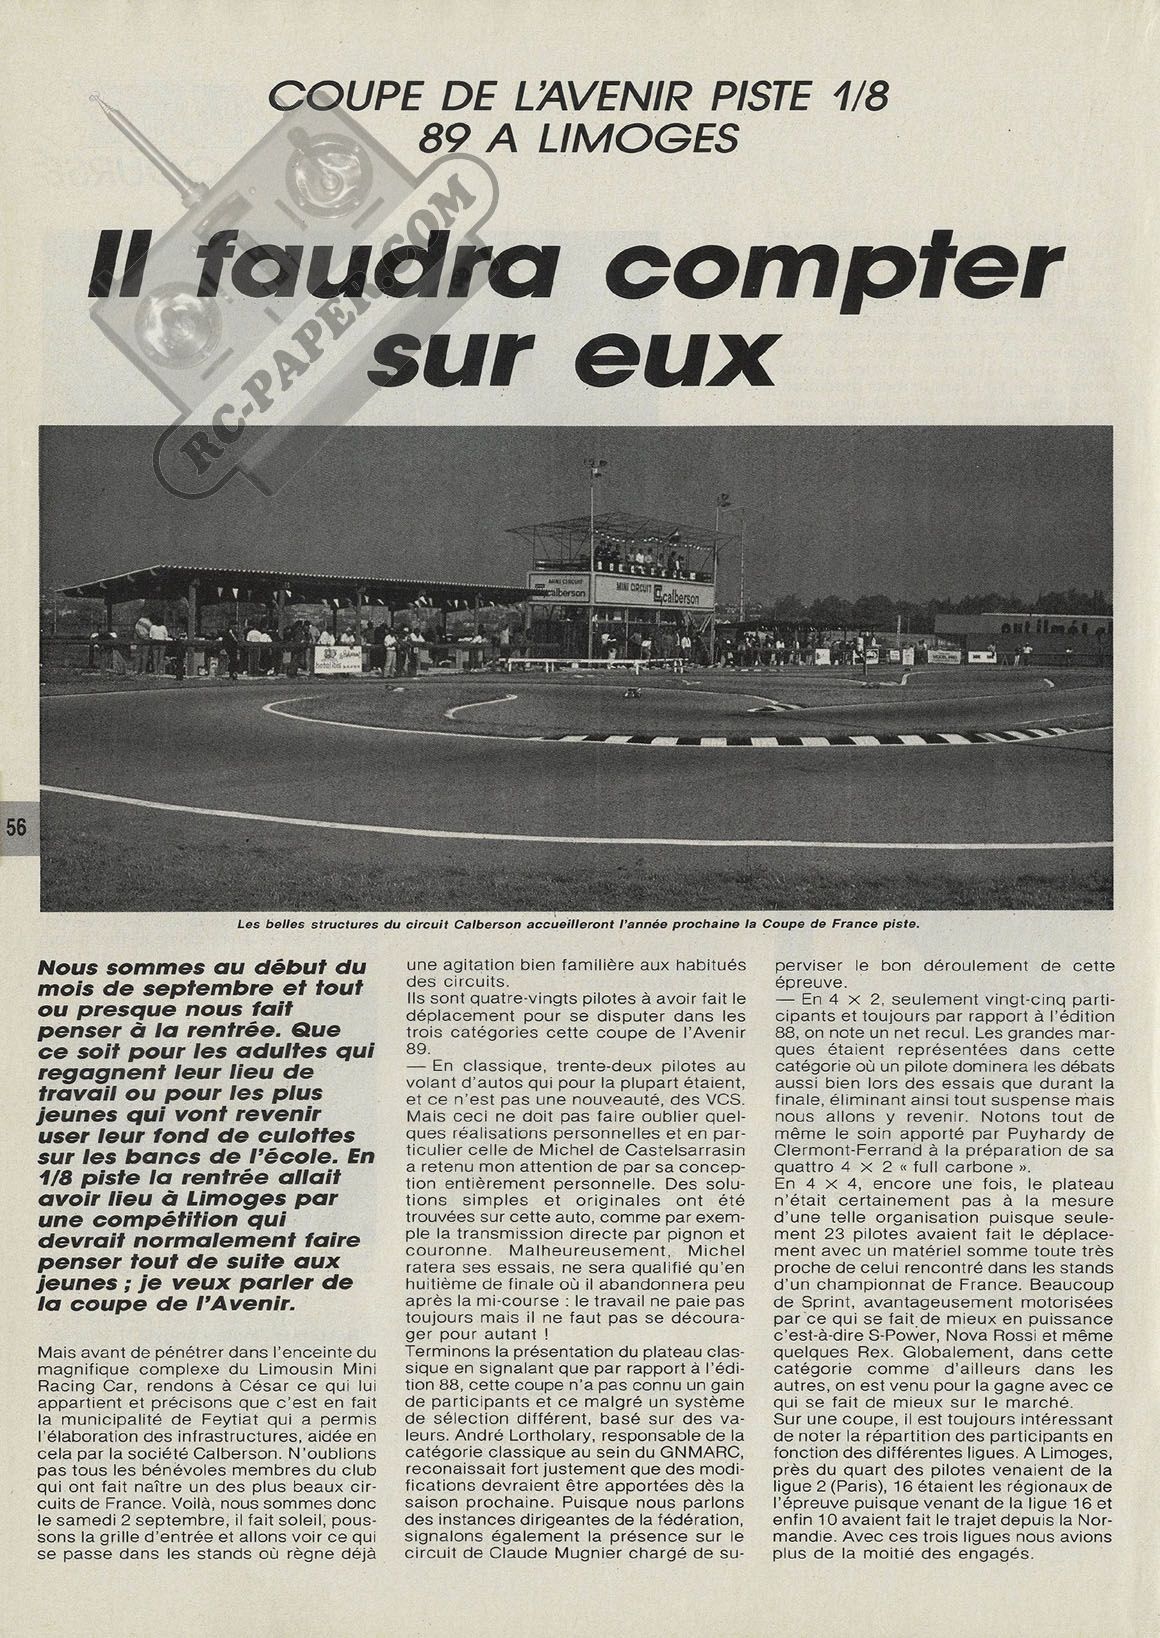 COUPE DE L'AVENIR PISTE 1/8
89 A LIMOGES
Il faudra compter
sur eux
RC-PAPER.COM
MINI CIRCUIT
calberson
MINI CIRCUIT
calberson
56
Les belles structures du circuit Calberson accueilleront l'année prochaine la Coupe de France piste.
Nous sommes au début du
mois de septembre et tout
ou presque nous fait
penser à la rentrée. Que
ce soit pour les adultes qui
regagnent leur lieu de
travail ou pour les plus
jeunes qui vont revenir
user leur fond de culottes
sur les bancs de l'école. En
1/8 piste la rentrée allait
avoir lieu à Limoges par
une compétition qui
devrait normalement faire
penser tout de suite aux
jeunes ; je veux parler de
la coupe de l'Avenir.
Mais avant de pénétrer dans l'enceinte du
magnifique complexe du Limousin Mini
Racing Car, rendons à César ce qui lui
appartient et précisons que c'est en fait
la municipalité de Feytiat qui a permis
l'élaboration des infrastructures, aidée en
cela par la société Calberson. N'oublions
pas tous les bénévoles membres du club
qui ont fait naître un des plus beaux cir-
cuits de France. Voilà, nous sommes donc
le samedi 2 septembre, il fait soleil, pous-
sons la grille d'entrée et allons voir ce qui
se passe dans les stands où règne déjà
une agitation bien familière aux habitués
des circuits.
Ils sont quatre-vingts pilotes à avoir fait le
déplacement pour se disputer dans les
trois catégories cette coupe de l'Avenir
89.
— En classique, trente-deux pilotes au
volant d'autos qui pour la plupart étaient,
et ce n'est pas une nouveauté, des VCS.
Mais ceci ne doit pas faire oublier quel-
ques réalisations personnelles et en par-
ticulier celle de Michel de Castelsarrasin
a retenu mon attention de par sa concep-
tion entièrement personnelle. Des solu-
tions simples et originales ont été
trouvées sur cette auto, comme par exem-
ple la transmission directe par pignon et
couronne. Malheureusement, Michel
ratera ses essais, ne sera qualifié qu'en
huitième de finale où il abandonnera peu
après la mi-course : le travail ne paie pas
toujours mais il ne faut pas se décourа-
ger pour autant !
Terminons la présentation du plateau clas-
sique en signalant que par rapport à l'édi-
tion 88, cette coupe n'a pas connu un gain
de participants et ce malgré un système
de sélection différent, basé sur des va-
leurs. André Lortholary, responsable de la
catégorie classique au sein du GNMARC,
reconaissait fort justement que des modi-
fications devraient être apportées dès la
saison prochaine. Puisque nous parlons
des instances dirigeantes de la fédération,
signalons également la présence sur le
circuit de Claude Mugnier chargé de su-
perviser le bon déroulement de cette
épreuve.
— En 4 × 2, seulement vingt-cinq parti-
cipants et toujours par rapport à l'édition
88, on note un net recul. Les grandes mar-
ques étaient représentées dans cette
catégorie où un pilote dominera les débats
aussi bien lors des essais que durant la
finale, éliminant ainsi tout suspense mais
nous allons y revenir. Notons tout de
même le soin apporté par Puyhardy de
Clermont-Ferrand à la préparation de sa
quattro 4 × 2 « full carbone ».
En 4 × 4, encore une fois, le plateau
n'était certainement pas à la mesure
d'une telle organisation puisque seule-
ment 23 pilotes avaient fait le déplace-
ment avec un matériel somme toute très
proche de celui rencontré dans les stands
d'un championnat de France. Beaucoup
de Sprint, avantageusement motorisées
par ce qui se fait de mieux en puissance
c'est-à-dire S-Power, Nova Rossi et même
quelques Rex. Globalement, dans cette
catégorie comme d'ailleurs dans les
autres, on est venu pour la gagne avec ce
qui se fait de mieux sur le marché.
Sur une coupe, il est toujours intéressant
de noter la répartition des participants en
fonction des différentes ligues. A Limoges,
près du quart des pilotes venaient de la
ligue 2 (Paris), 16 étaient les régionaux de
l'épreuve puisque venant de la ligue 16 et
enfin 10 avaient fait le trajet depuis la Nor-
mandie. Avec ces trois ligues nous avions
plus de la moitié des engagés.